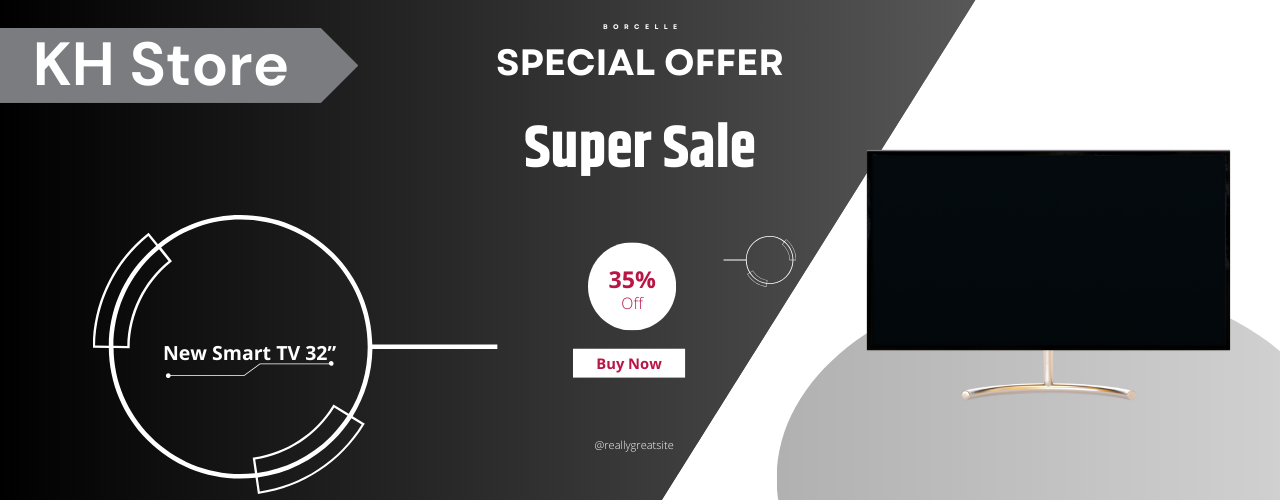 KH Store
BORCELLE
SPECIAL OFFER
Super Sale
35%
Off
Buy Now
New Smart TV 32”
@reallygreatsite